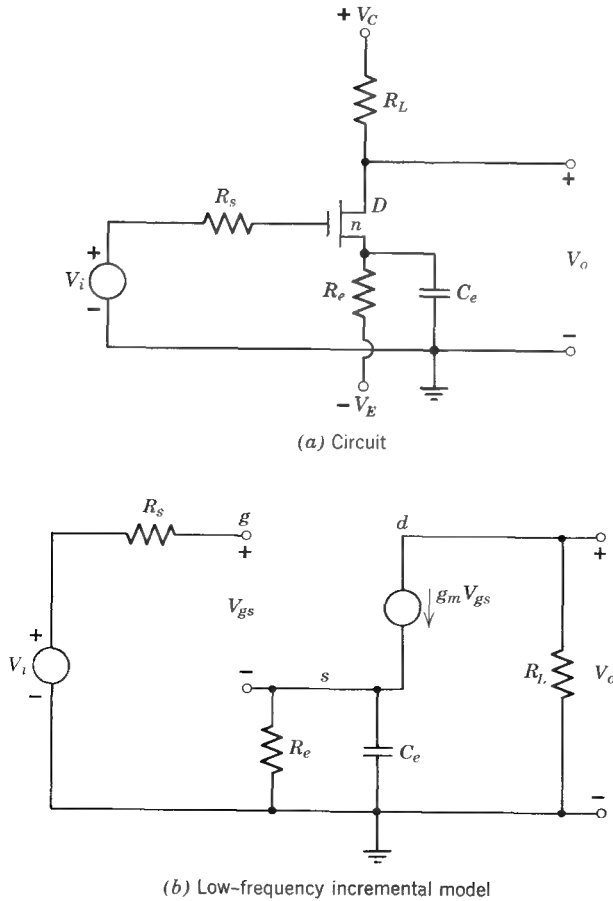 + V_C
R_L
+
D
R_s
n
+
V_i
−
R_e
C_e
V_o
−
− V_E
(a) Circuit
R_s
g
+
d
+
V_gs
g_m V_gs
+
V_i
−
−
s
R_L
V_o
R_e
C_e
−
(b) Low-frequency incremental model